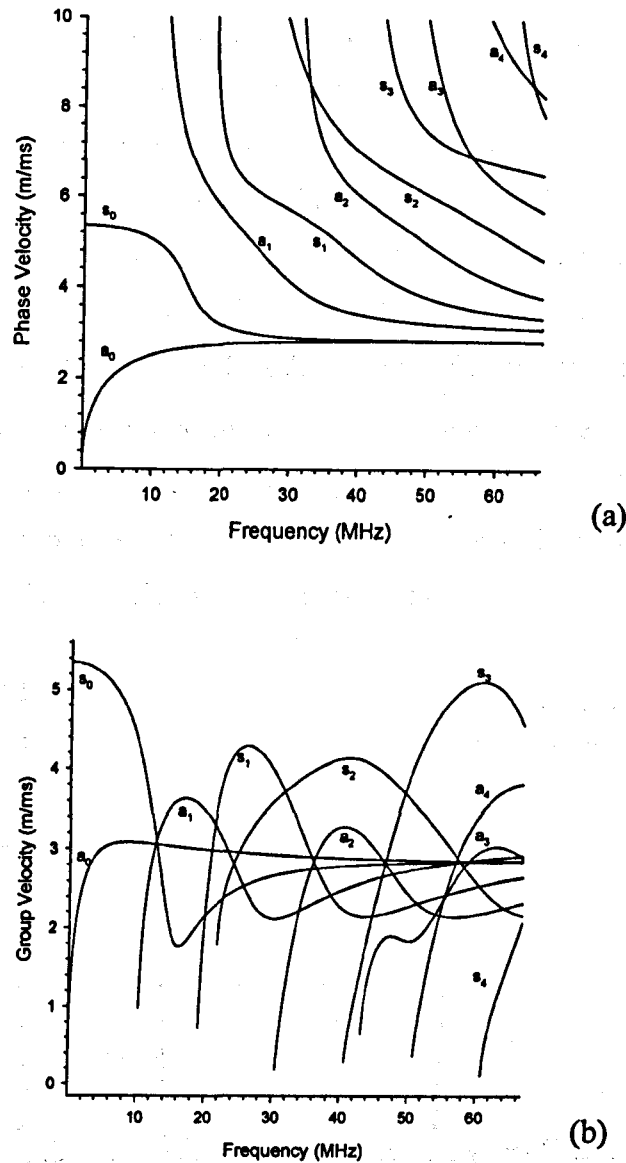 10
8
6
4
2
0
Phase Velocity (m/ms)
s₀
a₀
a₁
s₁
a₂
s₂
s₃
a₃
a₄
s₄
10 20 30 40 50 60
Frequency (MHz)
(a)
5
4
3
2
1
0
Group Velocity (m/ms)
s₀
a₀
a₁
s₁
s₂
a₂
s₃
a₄
a₃
s₄
10 20 30 40 50 60
Frequency (MHz)
(b)